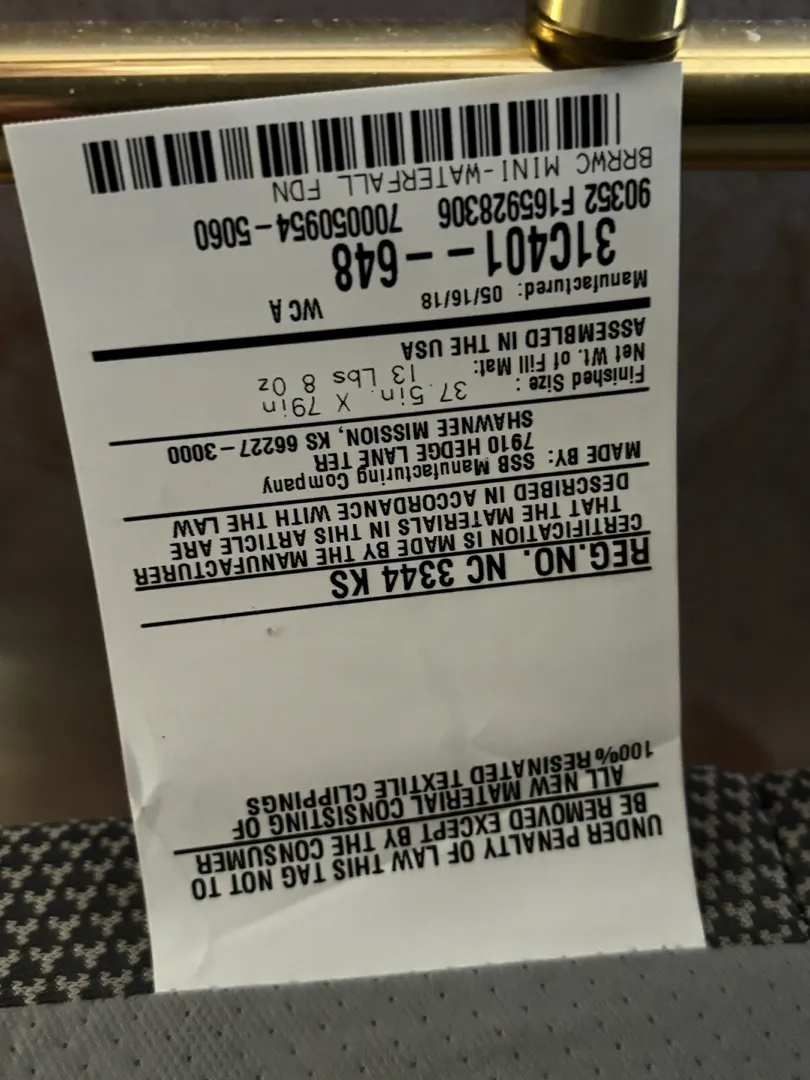 UNDER PENALTY OF LAW THIS TAG NOT TO
BE REMOVED EXCEPT BY THE CONSUMER
ALL NEW MATERIAL CONSISTING OF
100% RESINATED TEXTILE CLIPPINGS
REG.NO. NC 3344 KS
CERTIFICATION IS MADE BY THE MANUFACTURER
THAT THE MATERIALS IN THIS ARTICLE ARE
DESCRIBED IN ACCORDANCE WITH THE LAW
MADE BY: SSB Manufacturing Company
7910 HEDGE LANE TER
SHAWNEE MISSION, KS 66227-3000
Finished Size : 37.5in. X 79in
Net Wt. of Fill Mat: 13 Lbs 8 Oz
ASSEMBLED IN THE USA
Manufactured: 05/16/18 WC A
31C401--648
90352 F165928306 700050954-5060
BRRWC MINI-WATERFALL FDN